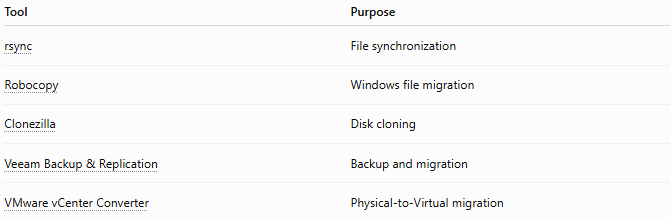 Tool Purpose
rsync File synchronization
Robocopy Windows file migration
Clonezilla Disk cloning
Veeam Backup & Replication Backup and migration
VMware vCenter Converter Physical-to-Virtual migration